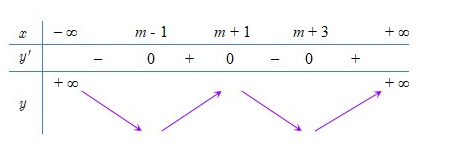 x − ∞ m - 1 m + 1 m + 3 + ∞
y' − 0 + 0 − 0 +
+ ∞ + ∞
y